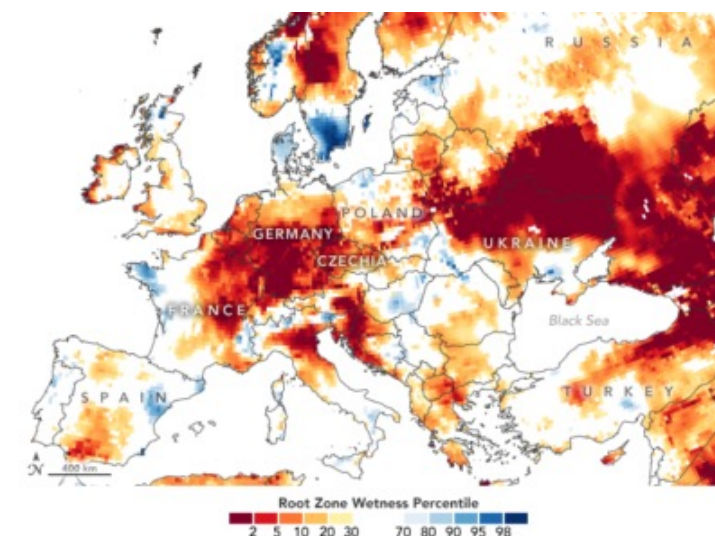 RUSSIA
POLAND
GERMANY
CZECHIA
UKRAINE
FRANCE
Black Sea
SPAIN
TURKEY
N
400 km
Root Zone Wetness Percentile
2 5 10 20 30 70 80 90 95 98